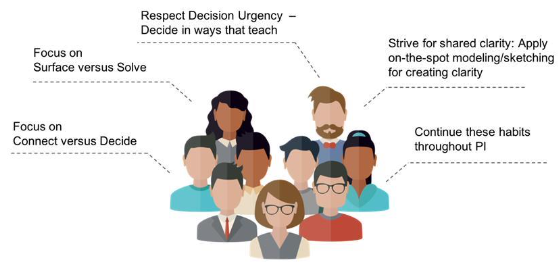 Respect Decision Urgency –
Decide in ways that teach
Focus on
Surface versus Solve
Strive for shared clarity: Apply
on-the-spot modeling/sketching
for creating clarity
Focus on
Connect versus Decide
Continue these habits
throughout PI